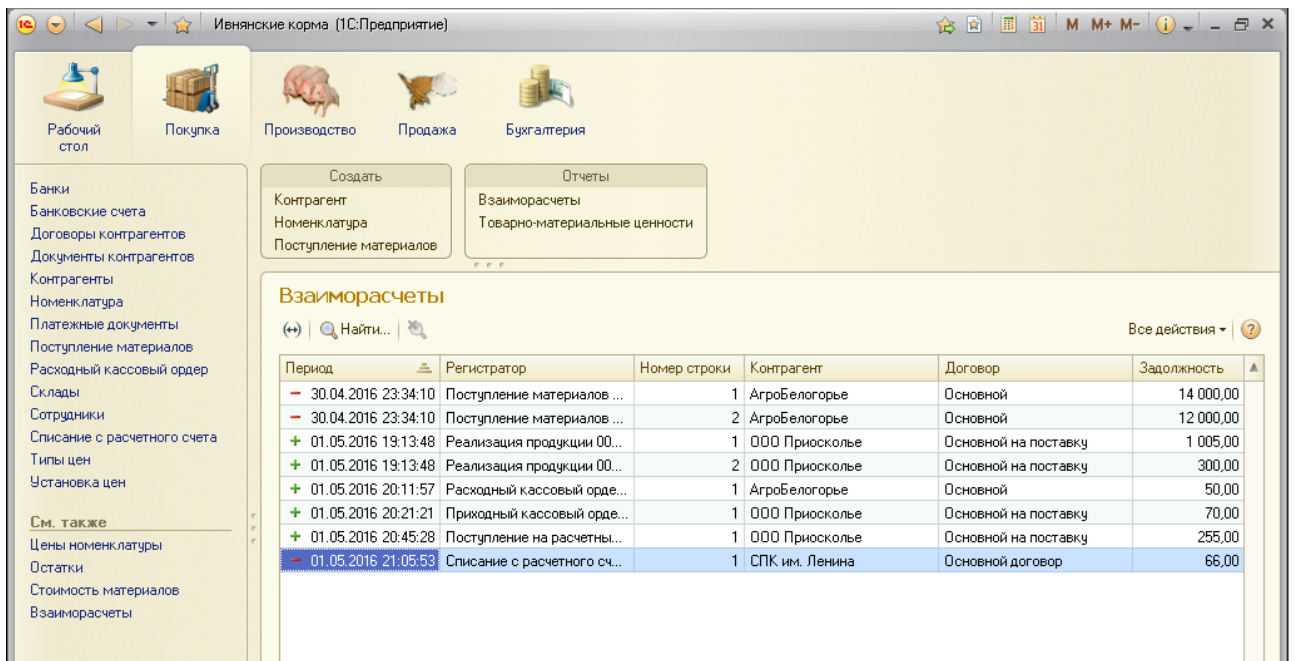 Ивнянские корма (1С:Предприятие)
M M+ M-
Рабочий стол
Покупка
Производство
Продажа
Бухгалтерия
Банки
Банковские счета
Договоры контрагентов
Документы контрагентов
Контрагенты
Номенклатура
Платежные документы
Поступление материалов
Расходный кассовый ордер
Склады
Сотрудники
Списание с расчетного счета
Типы цен
Установка цен
См. также
Цены номенклатуры
Остатки
Стоимость материалов
Взаиморасчеты
Создать
Контрагент
Номенклатура
Поступление материалов
Отчеты
Взаиморасчеты
Товарно-материальные ценности
Взаиморасчеты
Найти... Все действия
Период Регистратор Номер строки Контрагент Договор Задолжность
30.04.2016 23:34:10 Поступление материалов ... 1 АгроБелогорье Основной 14 000,00
30.04.2016 23:34:10 Поступление материалов ... 2 АгроБелогорье Основной 12 000,00
01.05.2016 19:13:48 Реализация продукции 00... 1 ООО Приосколье Основной на поставку 1 005,00
01.05.2016 19:13:48 Реализация продукции 00... 2 ООО Приосколье Основной на поставку 300,00
01.05.2016 20:11:57 Расходный кассовый орде... 1 АгроБелогорье Основной 50,00
01.05.2016 20:21:21 Приходный кассовый орде... 1 ООО Приосколье Основной на поставку 70,00
01.05.2016 20:45:28 Поступление на расчетны... 1 ООО Приосколье Основной на поставку 255,00
01.05.2016 21:05:53 Списание с расчетного сч... 1 СПК им. Ленина Основной договор 66,00